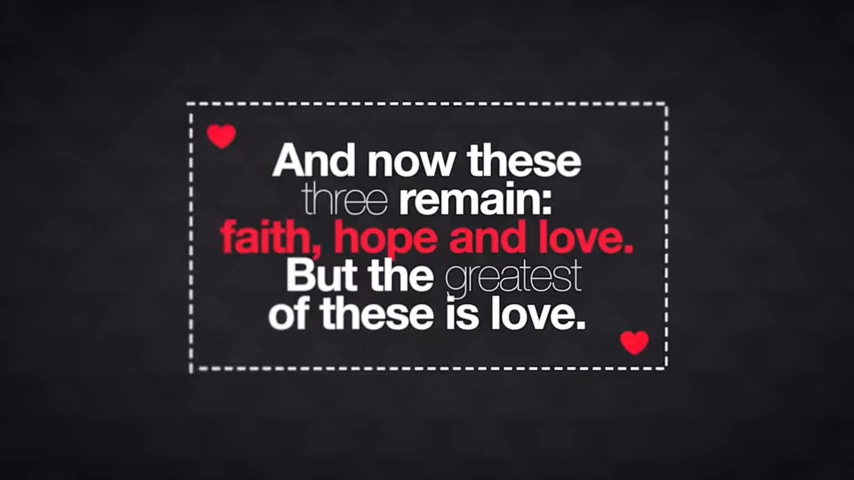 And now these
three remain:
faith, hope and love.
But the greatest
of these is love.